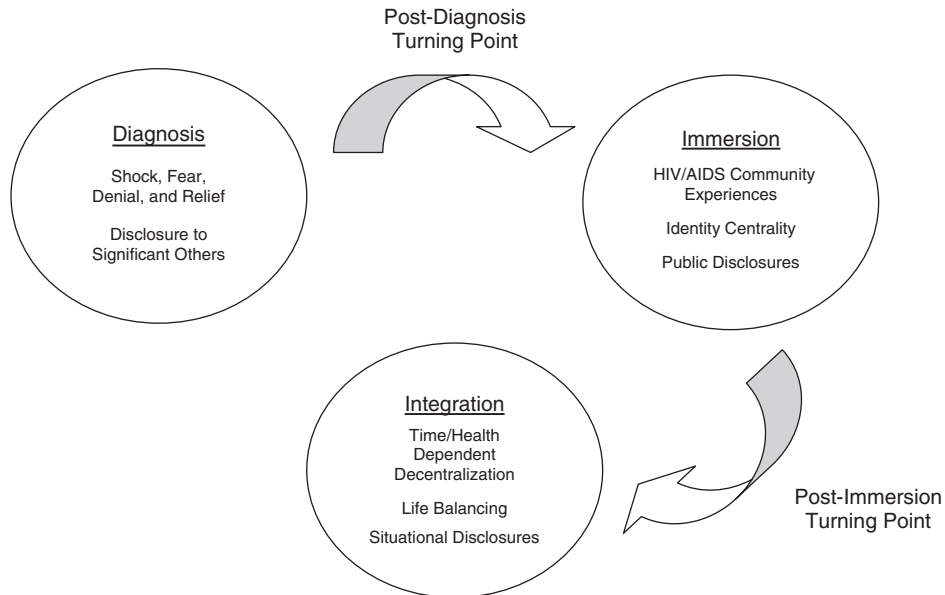 Post-Diagnosis
Turning Point
Diagnosis
Shock, Fear,
Denial, and Relief
Disclosure to
Significant Others
Immersion
HIV/AIDS Community
Experiences
Identity Centrality
Public Disclosures
Post-Immersion
Turning Point
Integration
Time/Health
Dependent
Decentralization
Life Balancing
Situational Disclosures